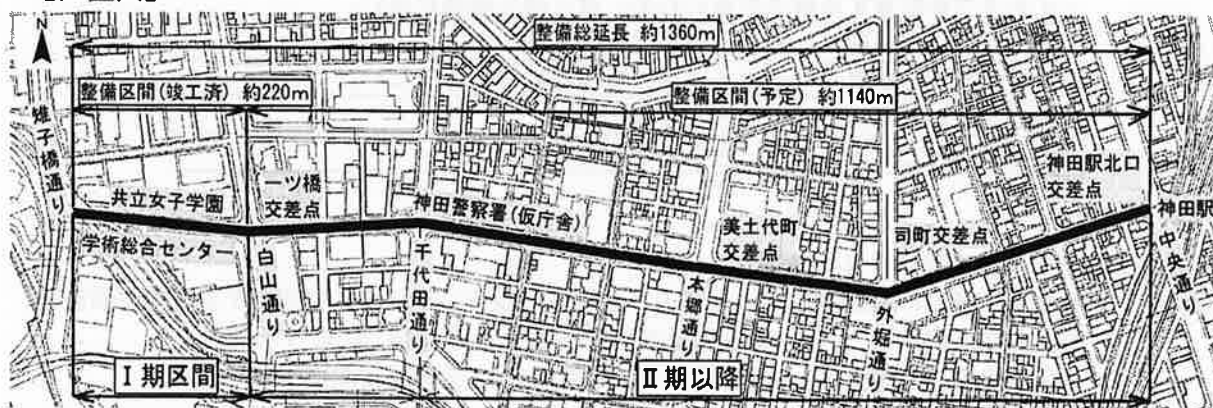 N
整備総延長 約1360m
整備区間(竣工済) 約220m
整備区間(予定) 約1140m
雉子橋通り
共立女子学園
一ツ橋
交差点
神田警察署(仮庁舎)
美土代町
交差点
司町交差点
神田駅北口
交差点
神田駅
学術総合センター
白山通り
千代田通り
本郷通り
外堀通り
中央通り
Ⅰ期区間
Ⅱ期以降